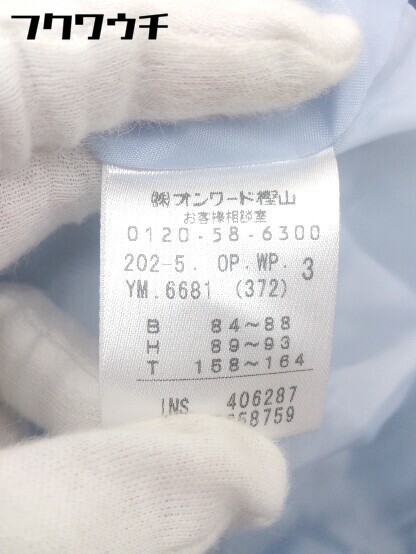 フクワウチ
㈱オンワード樫山
お客様相談室
0120-58-6300
202-5. OP.WP. 3
YM.6681 (372)
B 84~88
H 89~93
T 158~164
INS 406287
58759